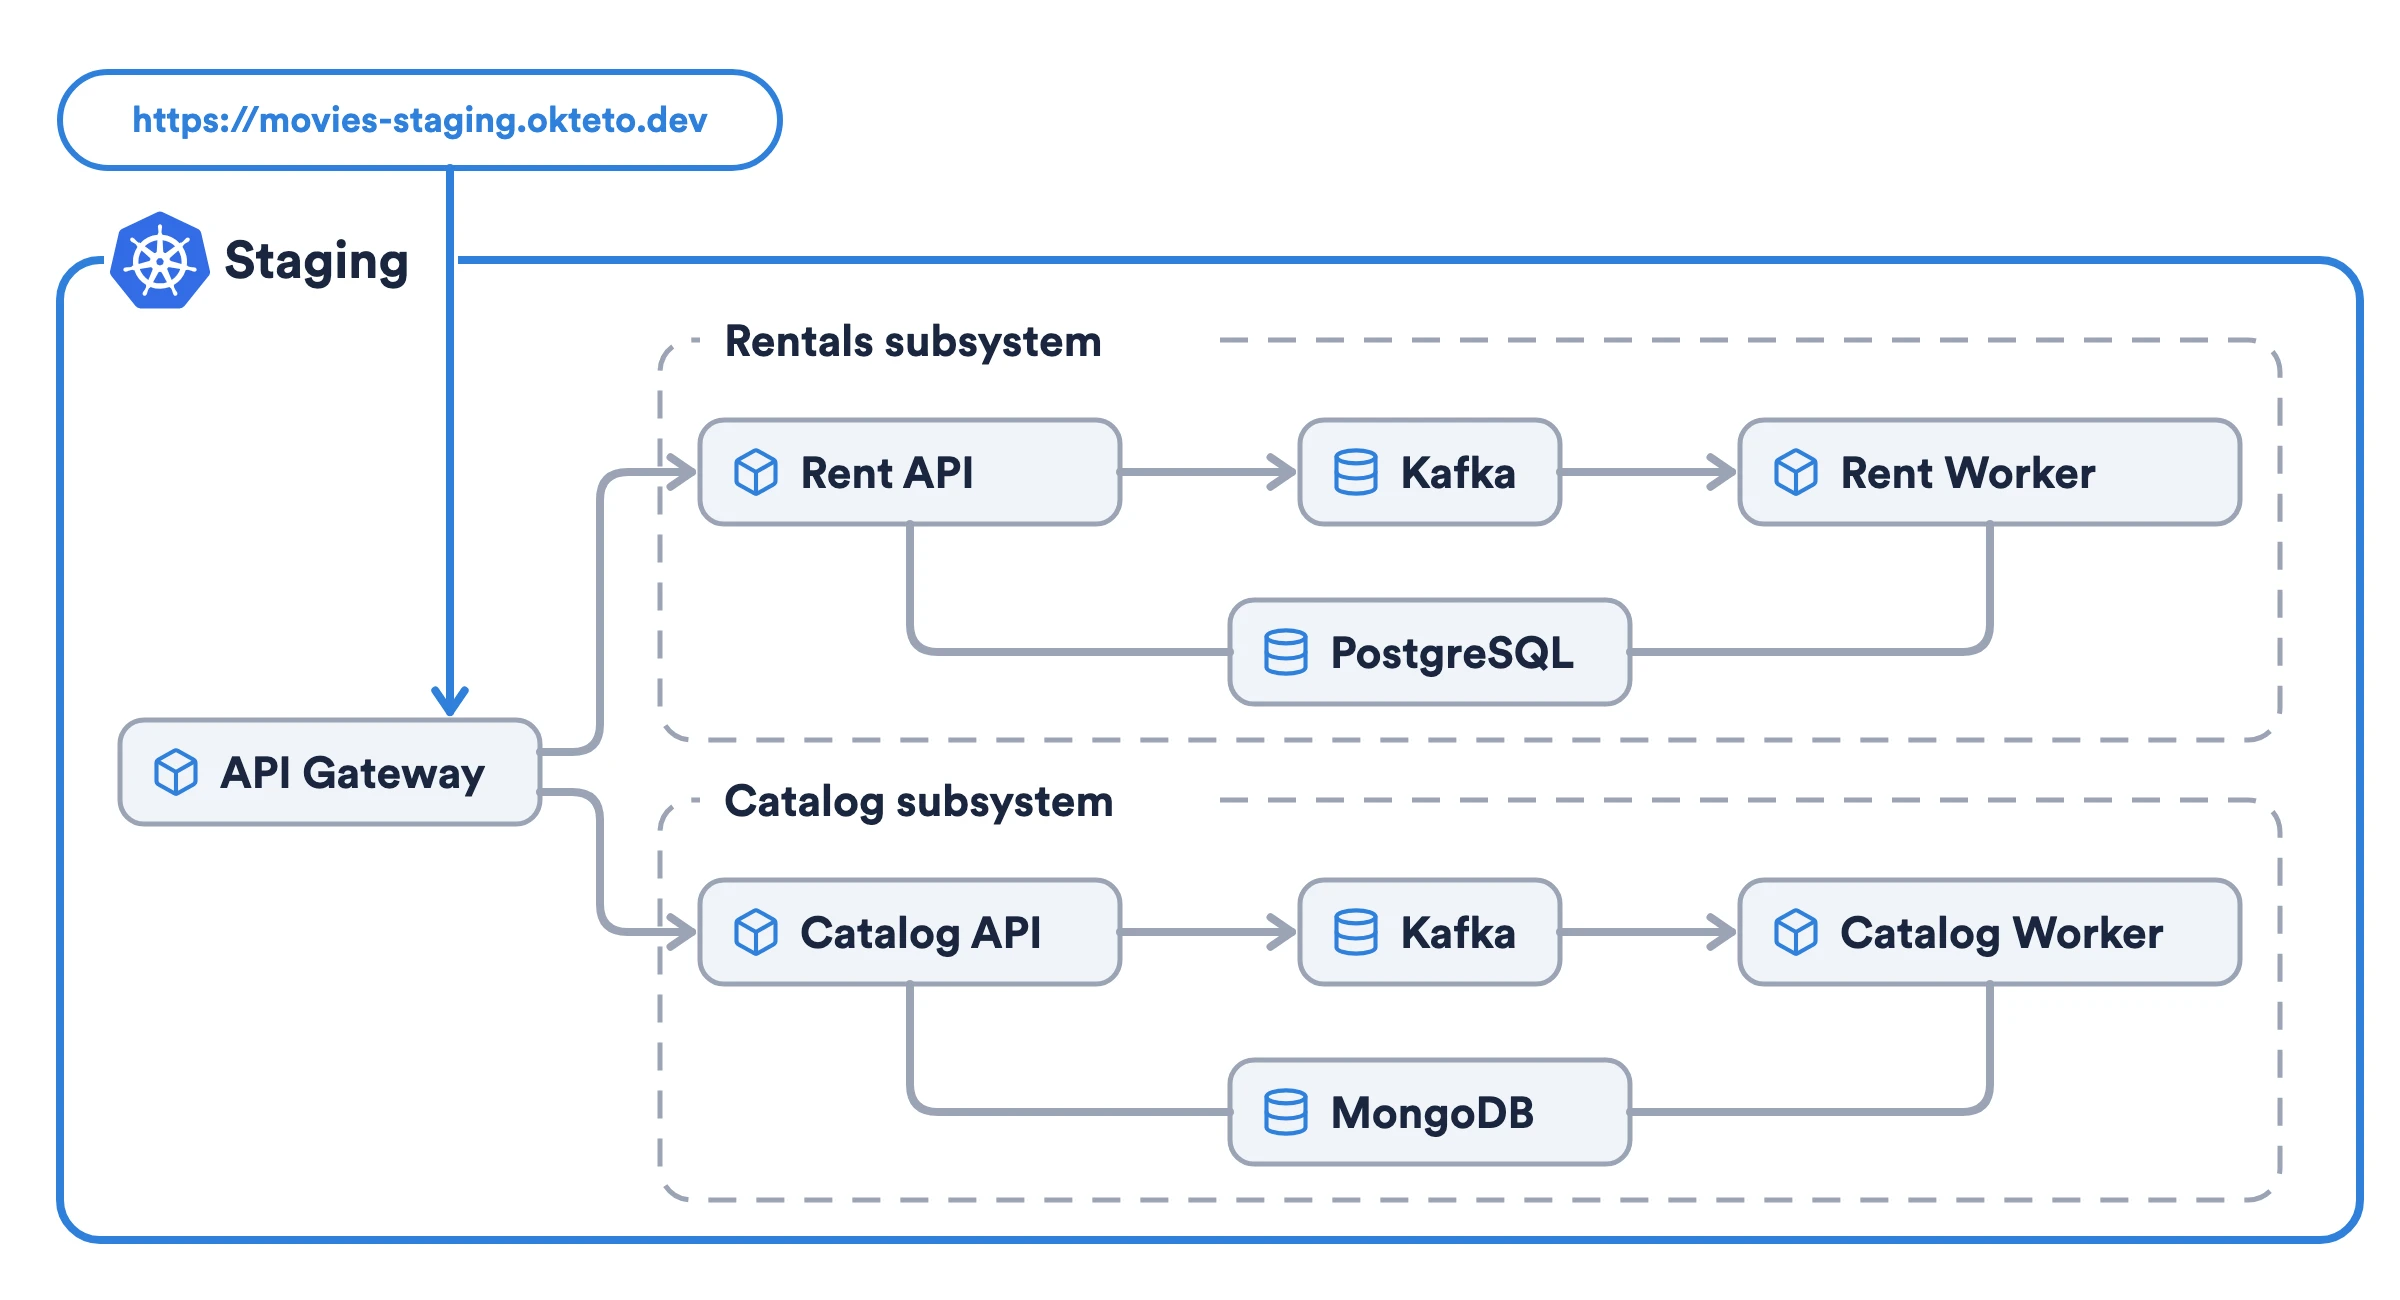 https://movies-staging.okteto.dev
Staging
Rentals subsystem
Rent API
Kafka
Rent Worker
PostgreSQL
API Gateway
Catalog subsystem
Catalog API
Kafka
Catalog Worker
MongoDB